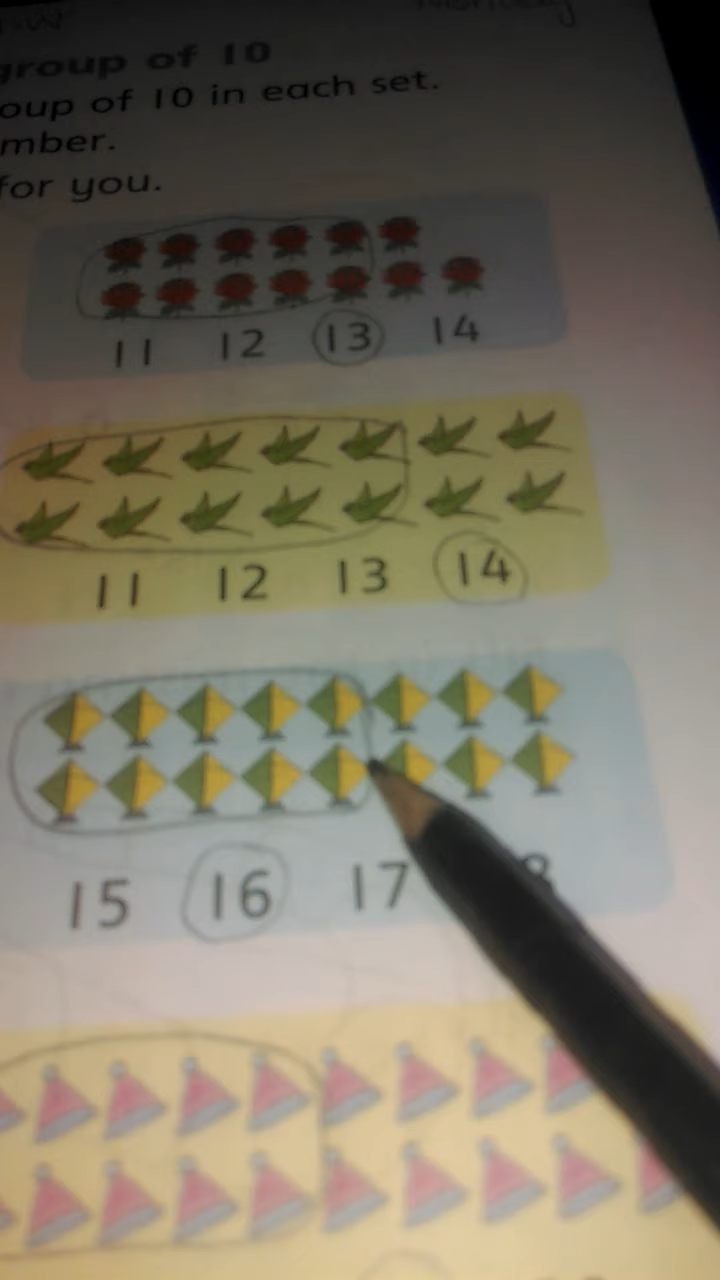 group of 10
oup of 10 in each set.
mber.
for you.
11 12 13 14
11 12 13 14
15 16 17 8